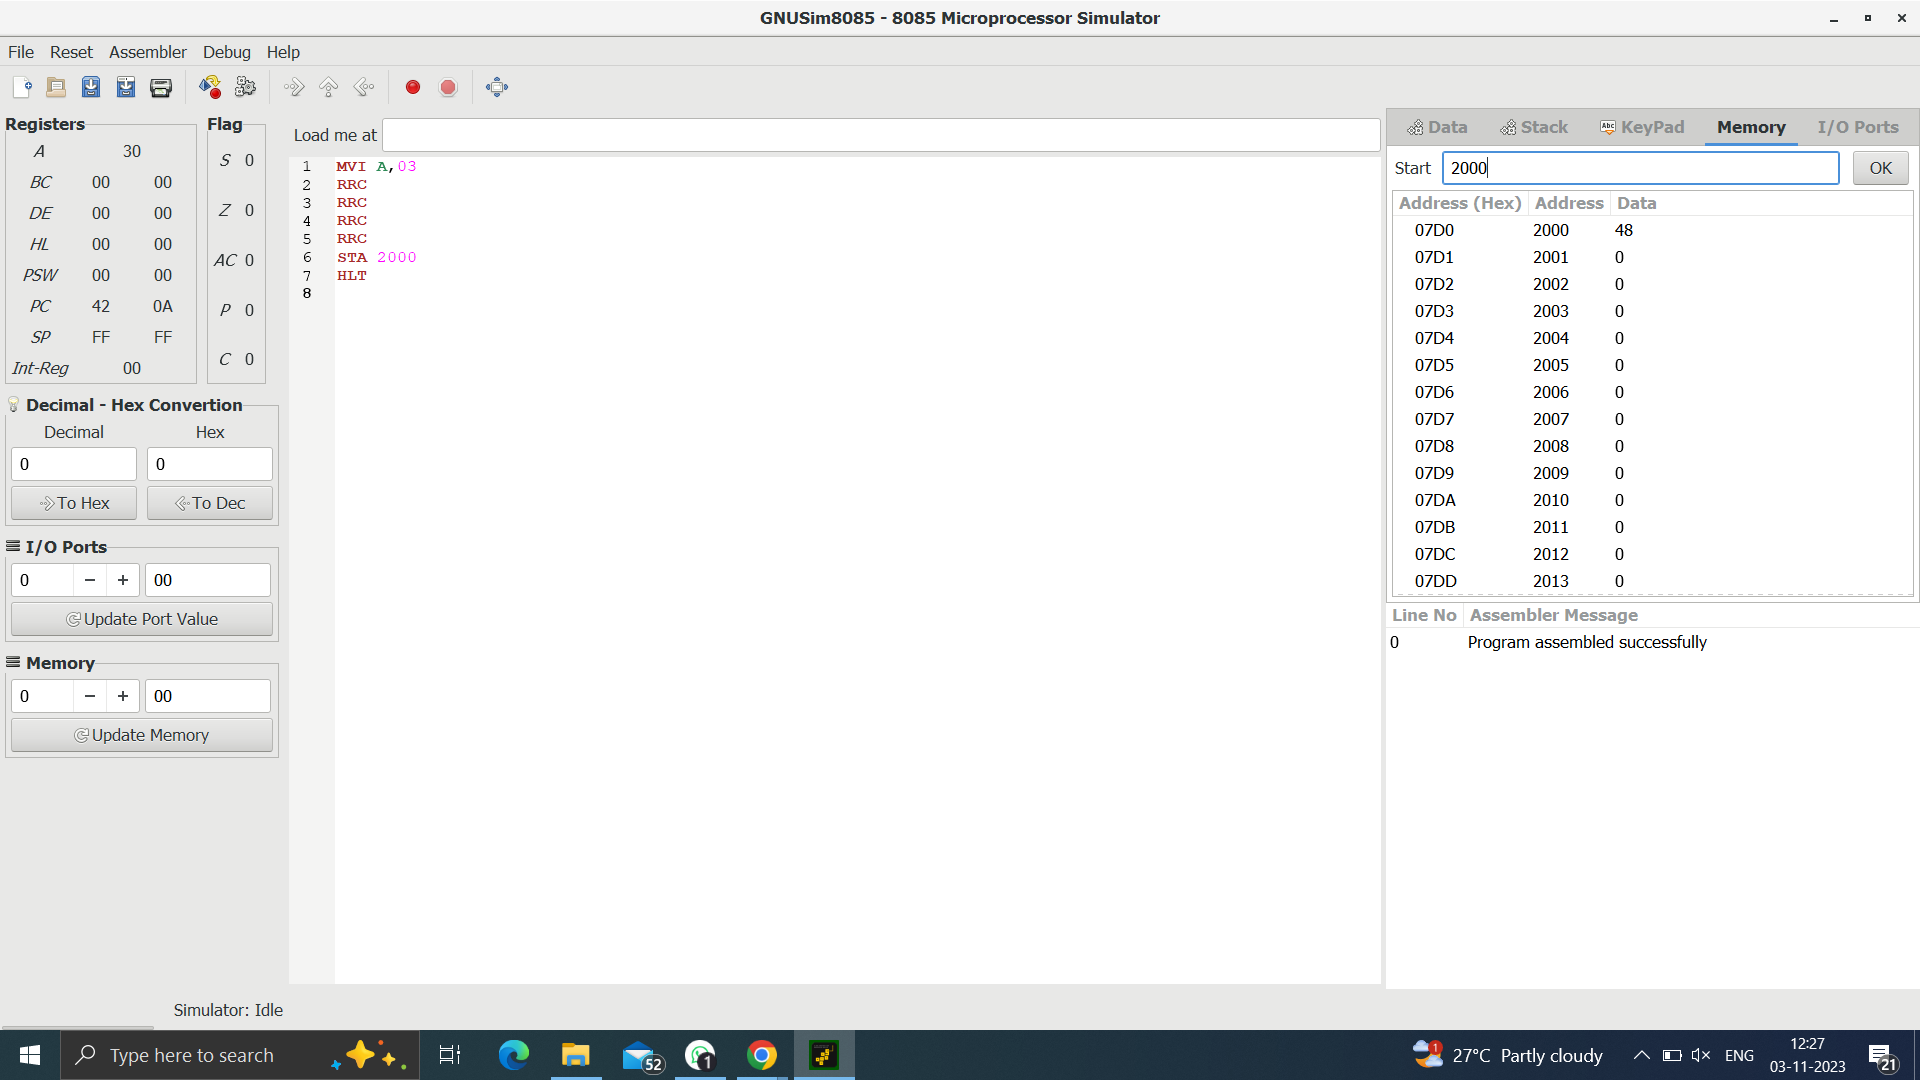 GNUSim8085 - 8085 Microprocessor Simulator
File Reset Assembler Debug Help
Registers
A 30
BC 00 00
DE 00 00
HL 00 00
PSW 00 00
PC 42 0A
SP FF FF
Int-Reg 00
Flag
S 0
Z 0
AC 0
P 0
C 0
Decimal - Hex Convertion
Decimal Hex
0 0
To Hex To Dec
I/O Ports
0 − + 00
Update Port Value
Memory
0 − + 00
Update Memory
Load me at
1 MVI A,03
2 RRC
3 RRC
4 RRC
5 RRC
6 STA 2000
7 HLT
8
Data Stack Abc KeyPad Memory I/O Ports
Start 2000 OK
Address (Hex) Address Data
07D0 2000 48
07D1 2001 0
07D2 2002 0
07D3 2003 0
07D4 2004 0
07D5 2005 0
07D6 2006 0
07D7 2007 0
07D8 2008 0
07D9 2009 0
07DA 2010 0
07DB 2011 0
07DC 2012 0
07DD 2013 0
Line No Assembler Message
0 Program assembled successfully
Simulator: Idle
Type here to search
52
1
1
27°C Partly cloudy
ENG
12:27
03-11-2023
21